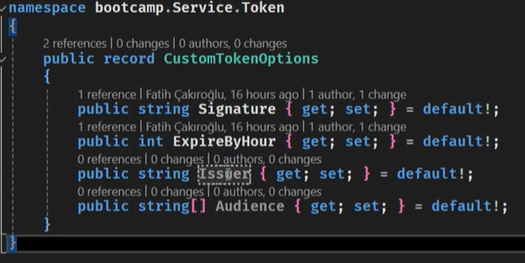 namespace bootcamp.Service.Token
{
2 references | 0 changes | 0 authors, 0 changes
public record CustomTokenOptions
{
1 reference | Fatih Çakıroğlu, 16 hours ago | 1 author, 1 change
public string Signature { get; set; } = default!;
1 reference | Fatih Çakıroğlu, 16 hours ago | 1 author, 1 change
public int ExpireByHour { get; set; } = default!;
0 references | 0 changes | 0 authors, 0 changes
public string Issuer { get; set; } = default!;
0 references | 0 changes | 0 authors, 0 changes
public string[] Audience { get; set; } = default!;
}
}